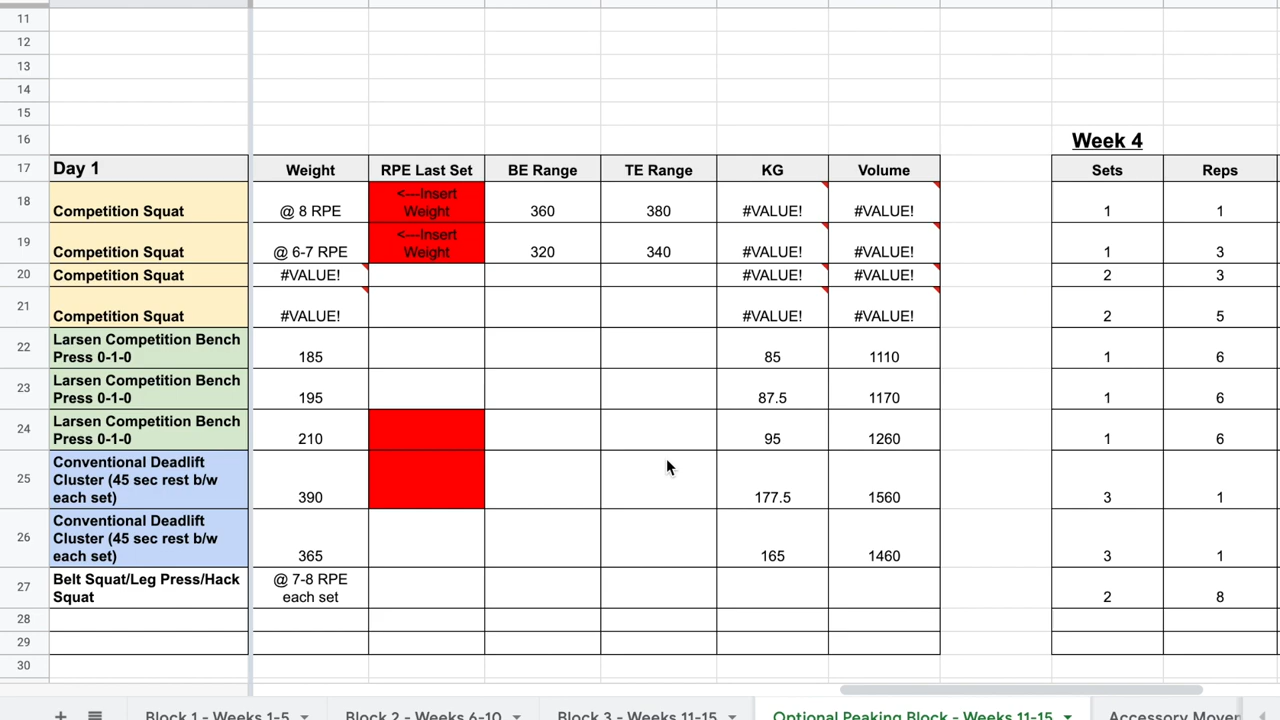 11
12
13
14
15
16 Week 4
17 Day 1 Weight RPE Last Set BE Range TE Range KG Volume Sets Reps
<---Insert
18 Competition Squat @ 8 RPE Weight 360 380 #VALUE! #VALUE! 1 1
<---Insert
19 Competition Squat @ 6-7 RPE Weight 320 340 #VALUE! #VALUE! 1 3
20 Competition Squat #VALUE! #VALUE! #VALUE! 2 3
21 Competition Squat #VALUE! #VALUE! #VALUE! 2 5
Larsen Competition Bench
22 Press 0-1-0 185 85 1110 1 6
Larsen Competition Bench
23 Press 0-1-0 195 87.5 1170 1 6
Larsen Competition Bench
24 Press 0-1-0 210 95 1260 1 6
Conventional Deadlift
25 Cluster (45 sec rest b/w
each set) 390 177.5 1560 3 1
Conventional Deadlift
26 Cluster (45 sec rest b/w
each set) 365 165 1460 3 1
Belt Squat/Leg Press/Hack @ 7-8 RPE
27 Squat each set 2 8
28
29
30
+ Block 1 - Weeks 1-5 Block 2 - Weeks 6-10 Block 3 - Weeks 11-15 Optional Peaking Block - Weeks 11-15 Accessory Mover